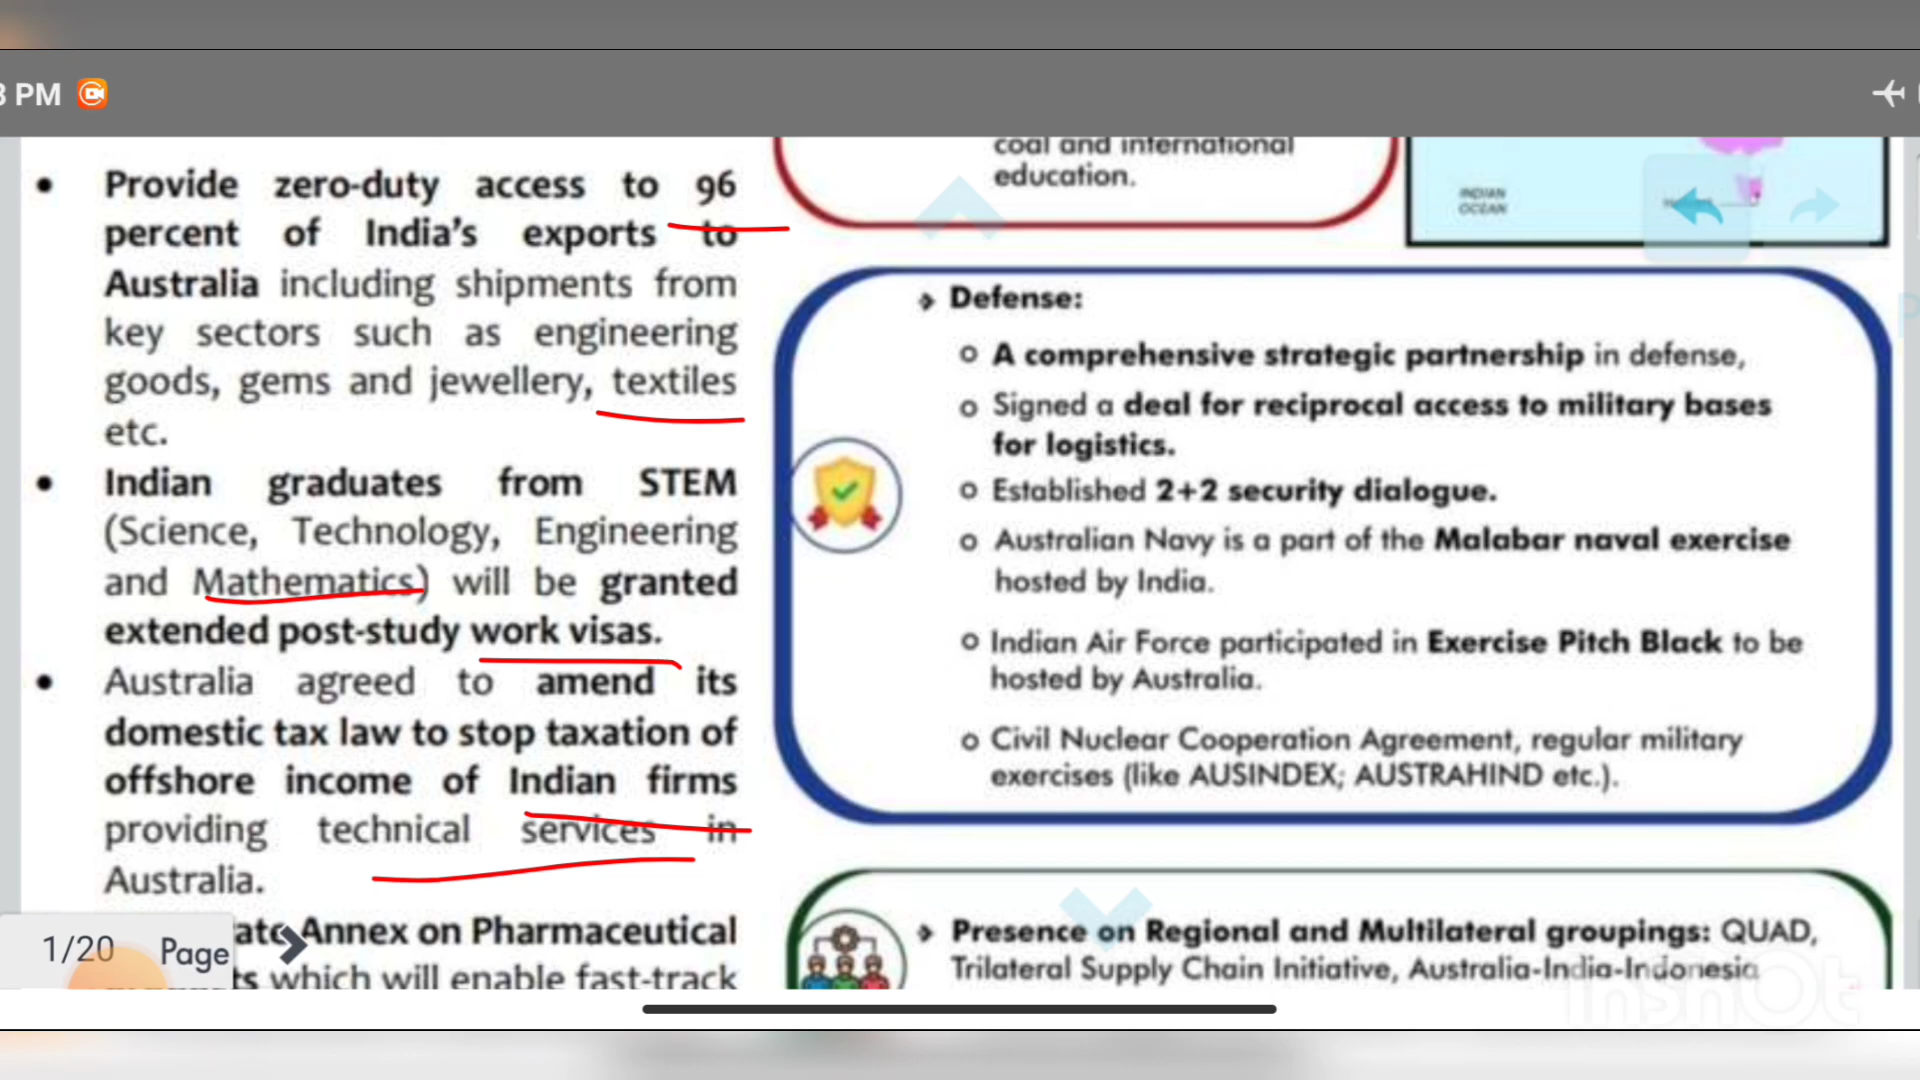 PM
• Provide zero-duty access to 96
percent of India's exports to
Australia including shipments from
key sectors such as engineering
goods, gems and jewellery, textiles
etc.
• Indian graduates from STEM
(Science, Technology, Engineering
and Mathematics) will be granted
extended post-study work visas.
• Australia agreed to amend its
domestic tax law to stop taxation of
offshore income of Indian firms
providing technical services in
Australia.
Annex on Pharmaceutical
which will enable fast-track
1/20 Page
coal and international
education.
INDIAN
OCEAN
Defense:
A comprehensive strategic partnership in defense,
Signed a deal for reciprocal access to military bases
for logistics.
Established 2+2 security dialogue.
Australian Navy is a part of the Malabar naval exercise
hosted by India.
Indian Air Force participated in Exercise Pitch Black to be
hosted by Australia.
Civil Nuclear Cooperation Agreement, regular military
exercises (like AUSINDEX; AUSTRAHIND etc.).
Presence on Regional and Multilateral groupings: QUAD,
Trilateral Supply Chain Initiative, Australia-India-Indonesia
InShOt